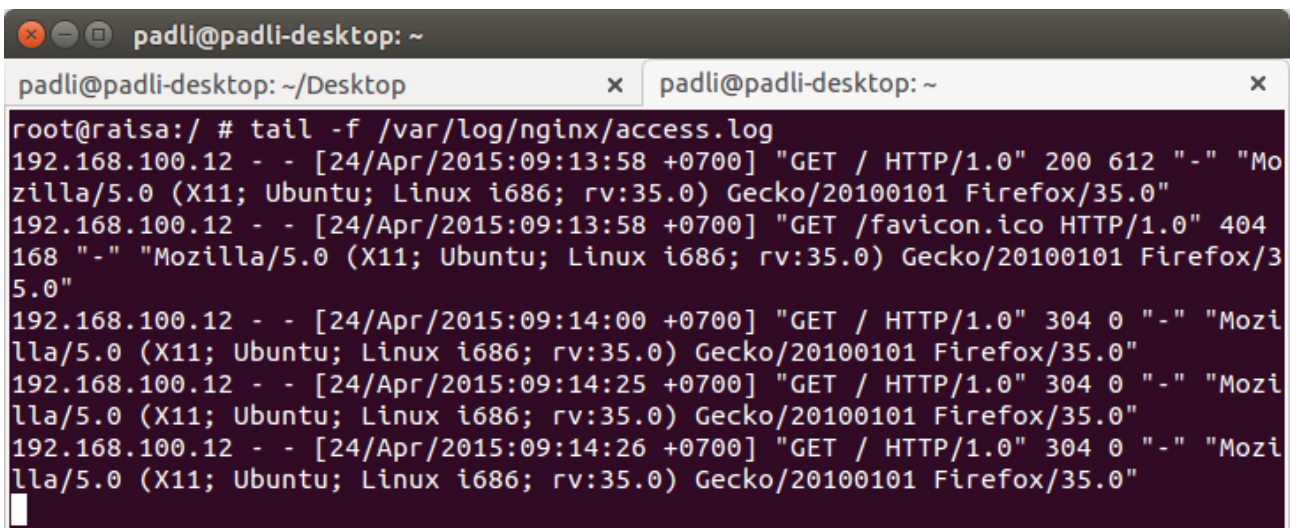 padli@padli-desktop: ~
padli@padli-desktop: ~/Desktop × padli@padli-desktop: ~ ×
root@raisa:/ # tail -f /var/log/nginx/access.log
192.168.100.12 - - [24/Apr/2015:09:13:58 +0700] "GET / HTTP/1.0" 200 612 "-" "Mo
zilla/5.0 (X11; Ubuntu; Linux i686; rv:35.0) Gecko/20100101 Firefox/35.0"
192.168.100.12 - - [24/Apr/2015:09:13:58 +0700] "GET /favicon.ico HTTP/1.0" 404
168 "-" "Mozilla/5.0 (X11; Ubuntu; Linux i686; rv:35.0) Gecko/20100101 Firefox/3
5.0"
192.168.100.12 - - [24/Apr/2015:09:14:00 +0700] "GET / HTTP/1.0" 304 0 "-" "Mozi
lla/5.0 (X11; Ubuntu; Linux i686; rv:35.0) Gecko/20100101 Firefox/35.0"
192.168.100.12 - - [24/Apr/2015:09:14:25 +0700] "GET / HTTP/1.0" 304 0 "-" "Mozi
lla/5.0 (X11; Ubuntu; Linux i686; rv:35.0) Gecko/20100101 Firefox/35.0"
192.168.100.12 - - [24/Apr/2015:09:14:26 +0700] "GET / HTTP/1.0" 304 0 "-" "Mozi
lla/5.0 (X11; Ubuntu; Linux i686; rv:35.0) Gecko/20100101 Firefox/35.0"